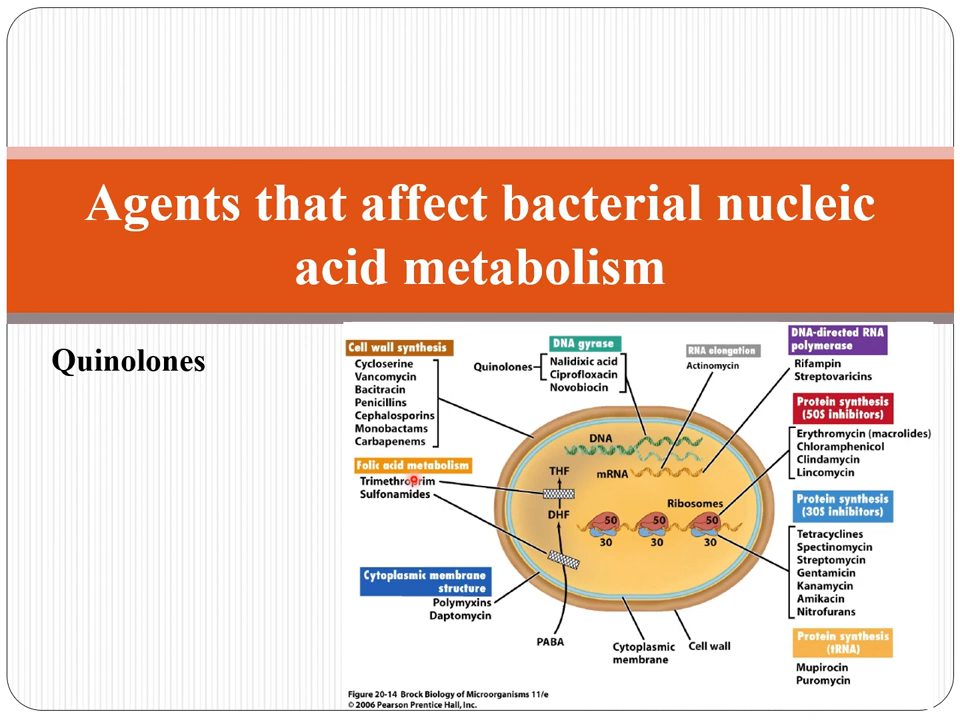 Agents that affect bacterial nucleic
acid metabolism
Quinolones
Cell wall synthesis
Cycloserine
Vancomycin
Bacitracin
Penicillins
Cephalosporins
Monobactams
Carbapenems
Folic acid metabolism
Trimethroprim
Sulfonamides
Cytoplasmic membrane
structure
Polymyxins
Daptomycin
DNA gyrase
Quinolones
Nalidixic acid
Ciprofloxacin
Novobiocin
RNA elongation
Actinomycin
DNA-directed RNA
polymerase
Rifampin
Streptovaricins
Protein synthesis
(50S inhibitors)
Erythromycin (macrolides)
Chloramphenicol
Clindamycin
Lincomycin
Protein synthesis
(30S inhibitors)
Tetracyclines
Spectinomycin
Streptomycin
Gentamicin
Kanamycin
Amikacin
Nitrofurans
Protein synthesis
(tRNA)
Mupirocin
Puromycin
DNA
THF
mRNA
Ribosomes
DHF
50 50 50
30 30 30
PABA
Cytoplasmic
membrane
Cell wall
Figure 20-14 Brock Biology of Microorganisms 11/e
© 2006 Pearson Prentice Hall, Inc.